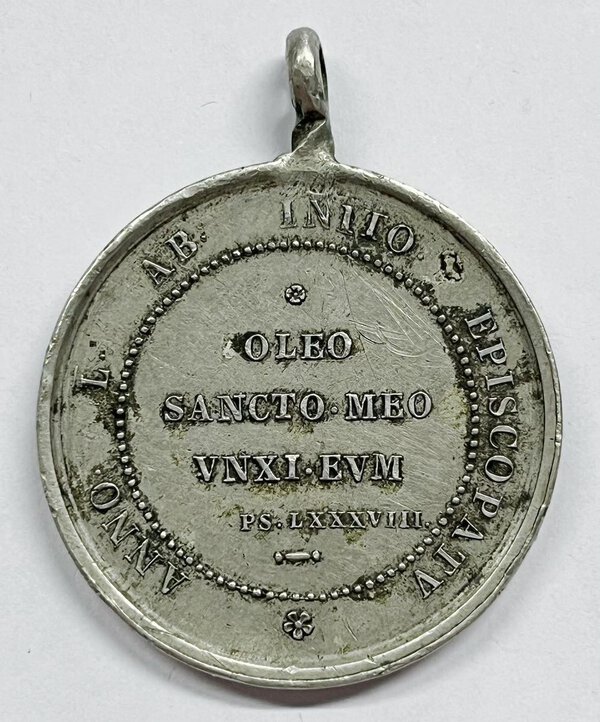 ANNO L. AB. INITO. EPISCOPATV
OLEO
SANCTO·MEO
VNXI·EVM
PS. LXXXVIII.